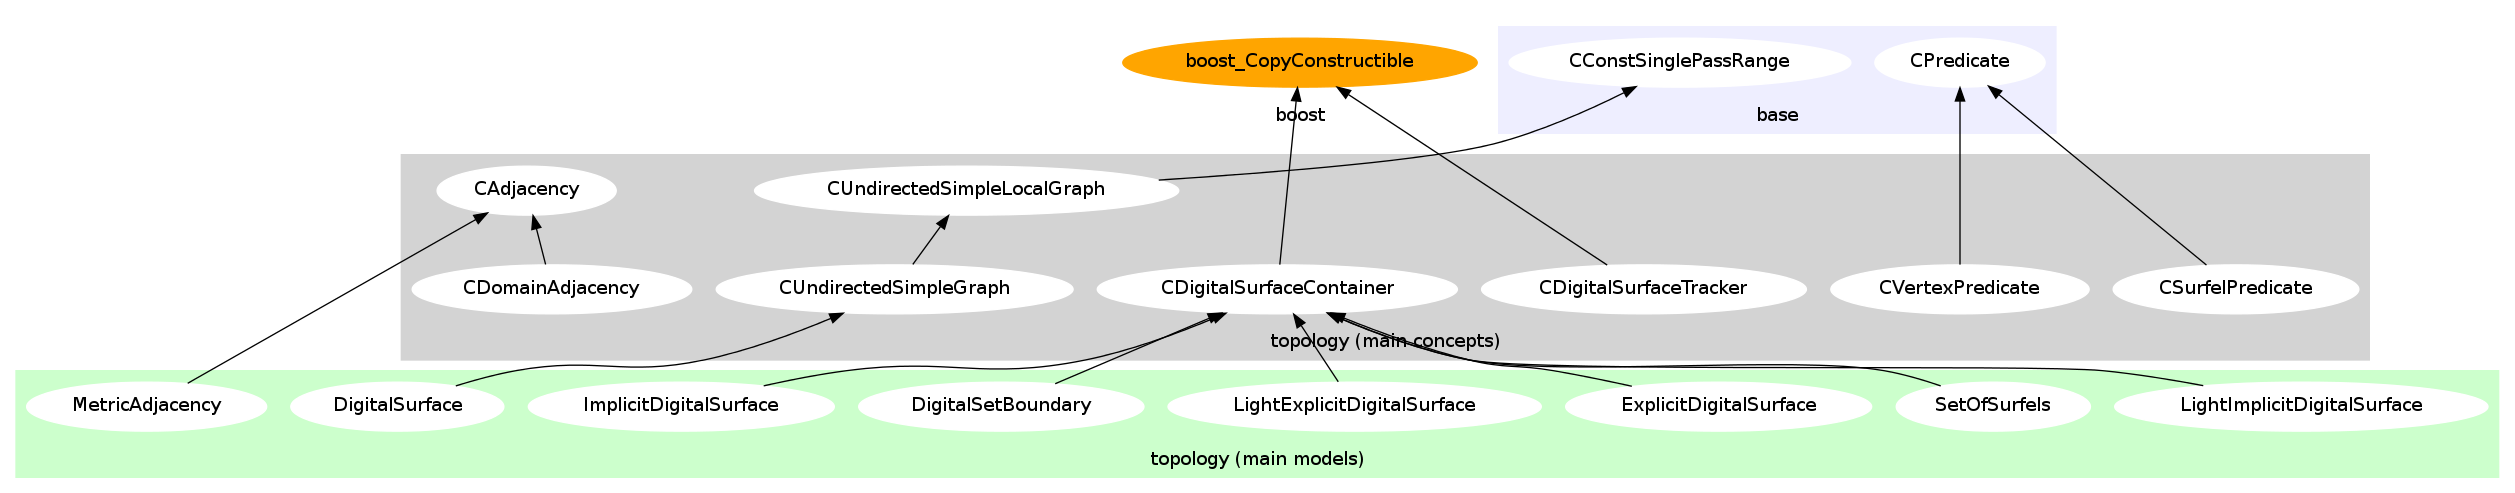 boost_CopyConstructible
CConstSinglePassRange
CPredicate
boost
base
CAdjacency
CUndirectedSimpleLocalGraph
CDomainAdjacency
CUndirectedSimpleGraph
CDigitalSurfaceContainer
CDigitalSurfaceTracker
CVertexPredicate
CSurfelPredicate
topology (main concepts)
MetricAdjacency
DigitalSurface
ImplicitDigitalSurface
DigitalSetBoundary
LightExplicitDigitalSurface
ExplicitDigitalSurface
SetOfSurfels
LightImplicitDigitalSurface
topology (main models)